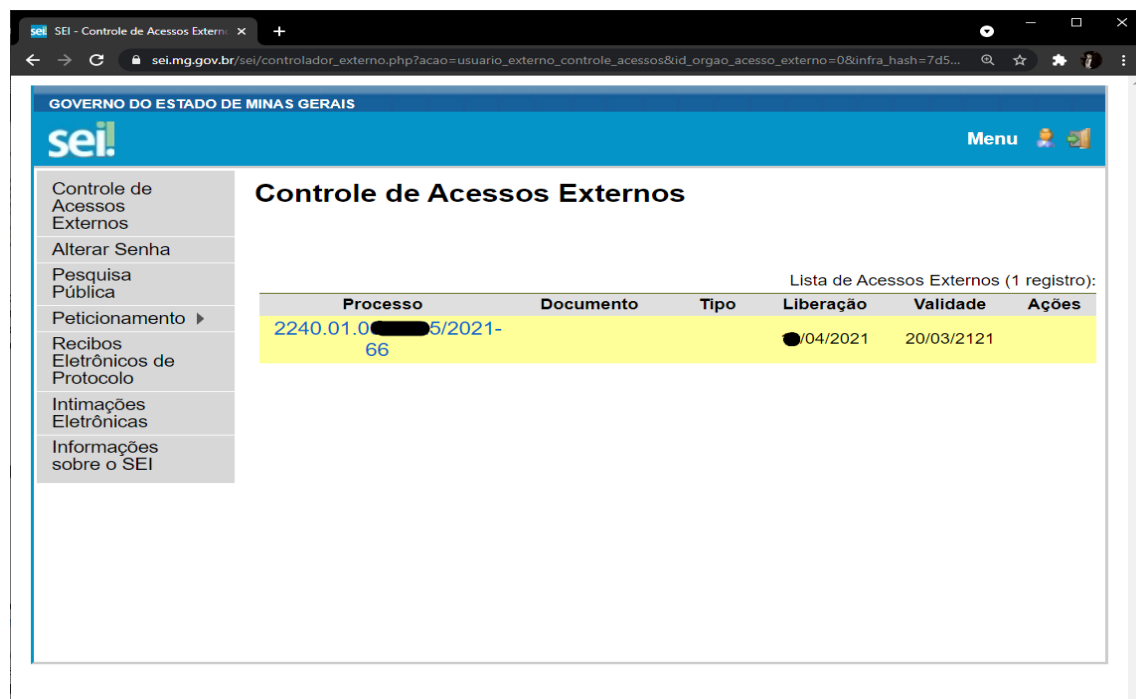 SEI - Controle de Acessos Extern
sei.mg.gov.br/sei/controlador_externo.php?acao=usuario_externo_controle_acessos&id_orgao_acesso_externo=0&infra_hash=7d5...
GOVERNO DO ESTADO DE MINAS GERAIS
sei!
Menu
Controle de
Acessos
Externos
Alterar Senha
Pesquisa
Pública
Peticionamento
Recibos
Eletrônicos de
Protocolo
Intimações
Eletrônicas
Informações
sobre o SEI
Controle de Acessos Externos
Lista de Acessos Externos (1 registro):
Processo Documento Tipo Liberação Validade Ações
2240.01.0 5/2021-
66
/04/2021 20/03/2121